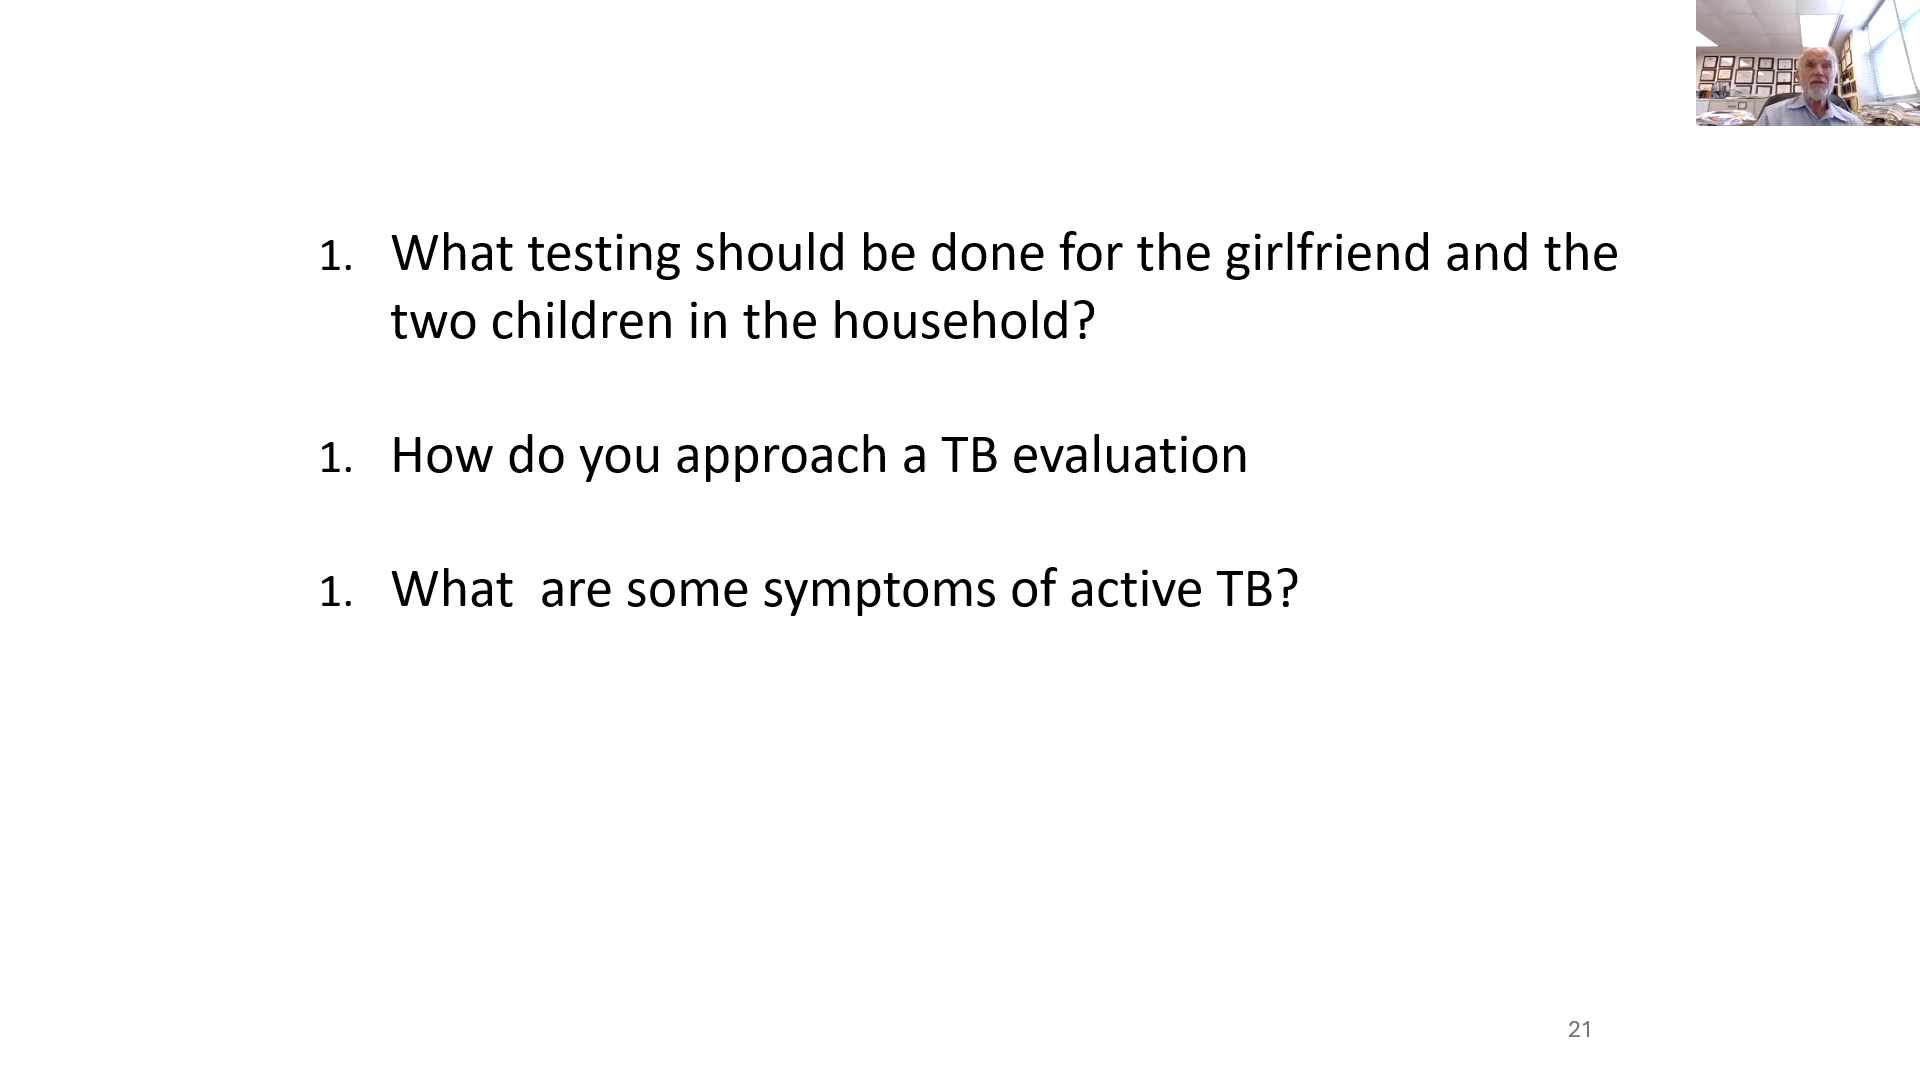 1. What testing should be done for the girlfriend and the
two children in the household?
1. How do you approach a TB evaluation
1. What  are some symptoms of active TB?
21